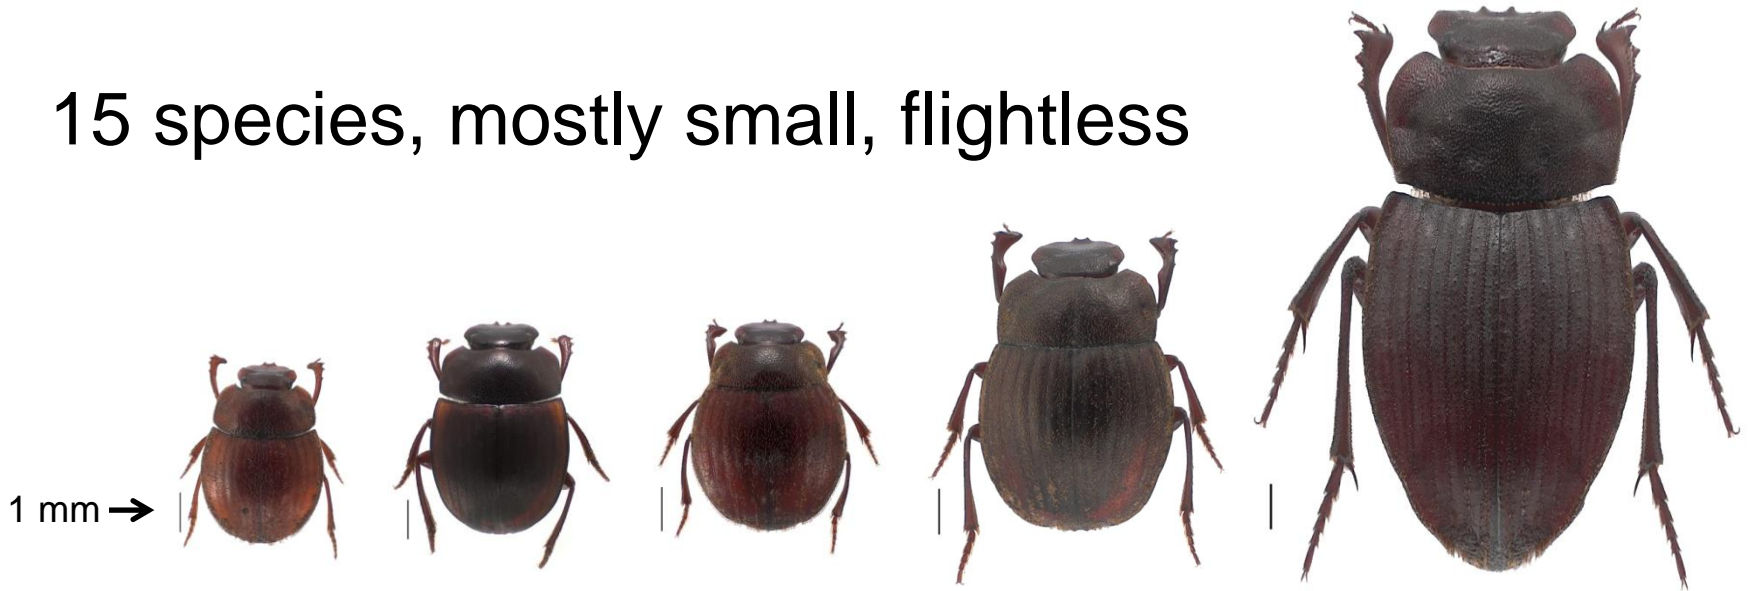 15 species, mostly small, flightless
1 mm →